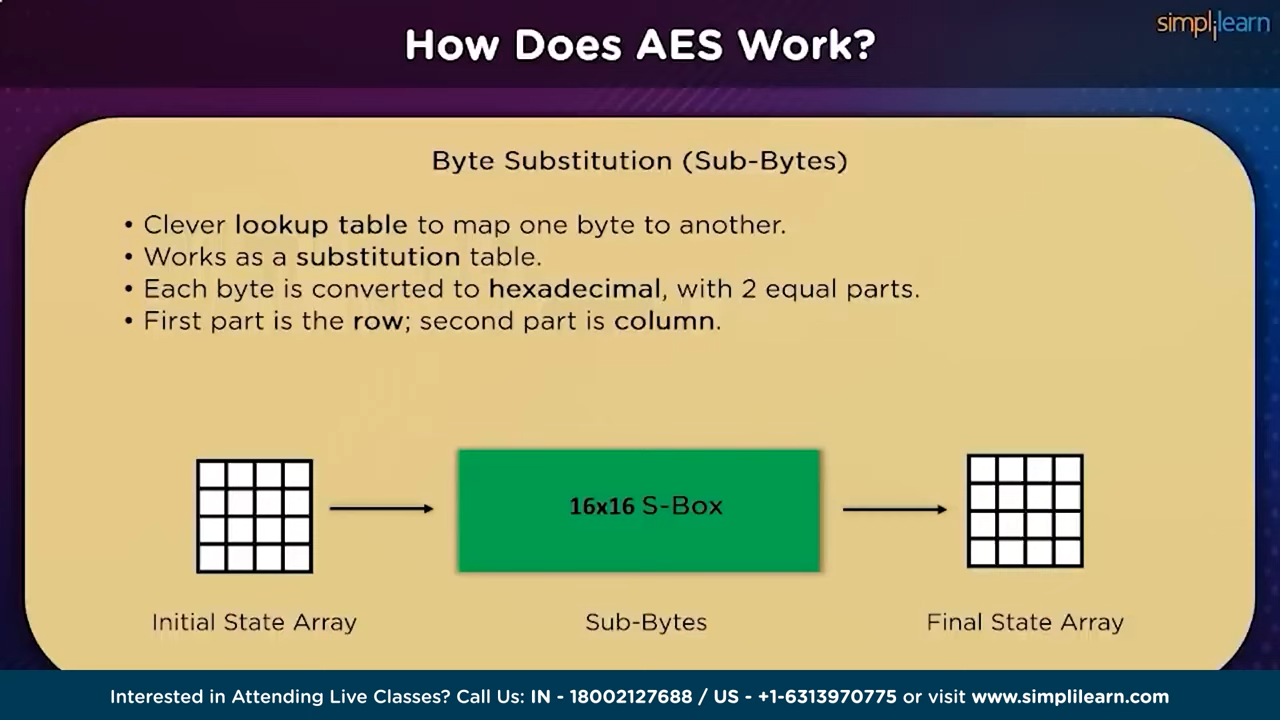 simplilearn
How Does AES Work?
Byte Substitution (Sub-Bytes)
• Clever lookup table to map one byte to another.
• Works as a substitution table.
• Each byte is converted to hexadecimal, with 2 equal parts.
• First part is the row; second part is column.
16x16 S-Box
Initial State Array
Sub-Bytes
Final State Array
Interested in Attending Live Classes? Call Us: IN - 18002127688 / US - +1-6313970775 or visit www.simplilearn.com